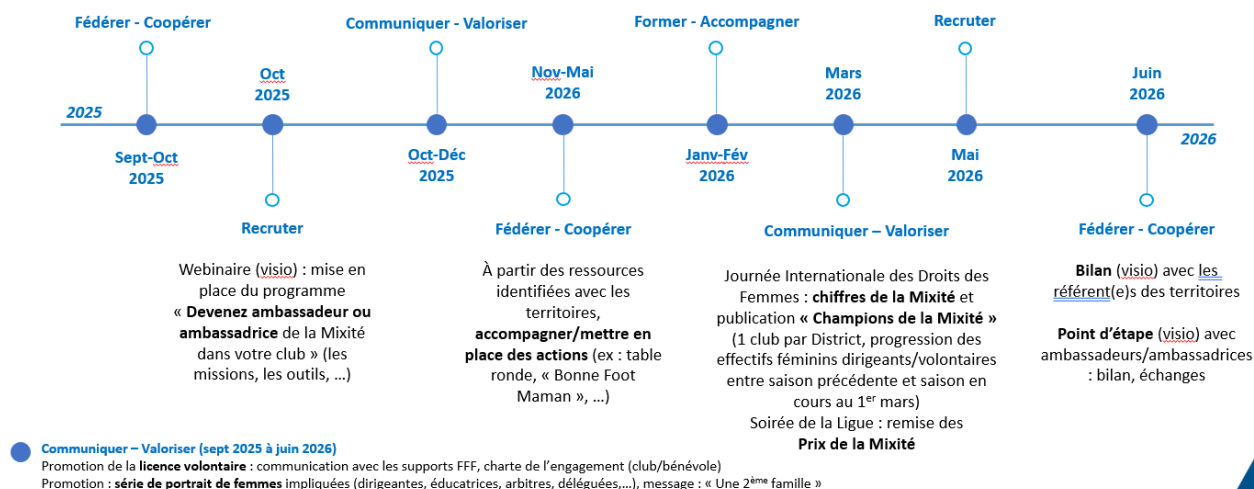 Fédérer - Coopérer
Communiquer - Valoriser
Former - Accompagner
Recruter
Oct
2025
Nov-Mai
2026
Mars
2026
Juin
2026
2025
2026
Sept-Oct
2025
Oct-Déc
2025
Janv-Fév
2026
Mai
2026
Recruter
Webinaire (visio) : mise en
place du programme
« Devenez ambassadeur ou
ambassadrice de la Mixité
dans votre club » (les
missions, les outils, …)
Fédérer - Coopérer
À partir des ressources
identifiées avec les
territoires,
accompagner/mettre en
place des actions (ex : table
ronde, « Bonne Foot
Maman », …)
Communiquer – Valoriser
Journée Internationale des Droits des
Femmes : chiffres de la Mixité et
publication « Champions de la Mixité »
(1 club par District, progression des
effectifs féminins dirigeants/volontaires
entre saison précédente et saison en
cours au 1er mars)
Soirée de la Ligue : remise des
Prix de la Mixité
Fédérer - Coopérer
Bilan (visio) avec les
référent(e)s des territoires
Point d’étape (visio) avec
ambassadeurs/ambassadrices
: bilan, échanges
Communiquer – Valoriser (sept 2025 à juin 2026)
Promotion de la licence volontaire : communication avec les supports FFF, charte de l’engagement (club/bénévole)
Promotion : série de portrait de femmes impliquées (dirigeantes, éducatrices, arbitres, déléguées,…), message : « Une 2ème famille »